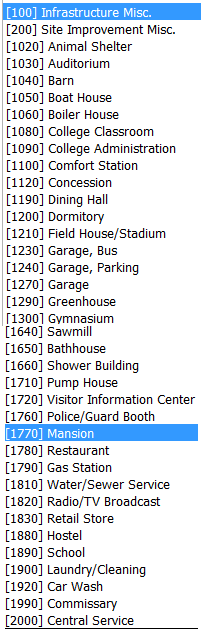 [100] Infrastructure Misc.
[200] Site Improvement Misc.
[1020] Animal Shelter
[1030] Auditorium
[1040] Barn
[1050] Boat House
[1060] Boiler House
[1080] College Classroom
[1090] College Administration
[1100] Comfort Station
[1120] Concession
[1190] Dining Hall
[1200] Dormitory
[1210] Field House/Stadium
[1230] Garage, Bus
[1240] Garage, Parking
[1270] Garage
[1290] Greenhouse
[1300] Gymnasium
[1640] Sawmill
[1650] Bathhouse
[1660] Shower Building
[1710] Pump House
[1720] Visitor Information Center
[1760] Police/Guard Booth
[1770] Mansion
[1780] Restaurant
[1790] Gas Station
[1810] Water/Sewer Service
[1820] Radio/TV Broadcast
[1830] Retail Store
[1880] Hostel
[1890] School
[1900] Laundry/Cleaning
[1920] Car Wash
[1990] Commissary
[2000] Central Service